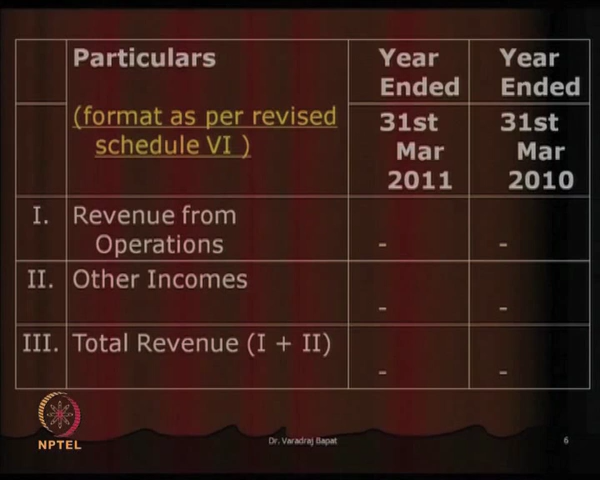 Particulars
Year Ended
Year Ended
(format as per revised
schedule VI )
31st Mar 2011
31st Mar 2010
I. Revenue from
Operations - -
II. Other Incomes
- -
III. Total Revenue (I + II)
- -
NPTEL
Dr. Varadraj Bapat
6